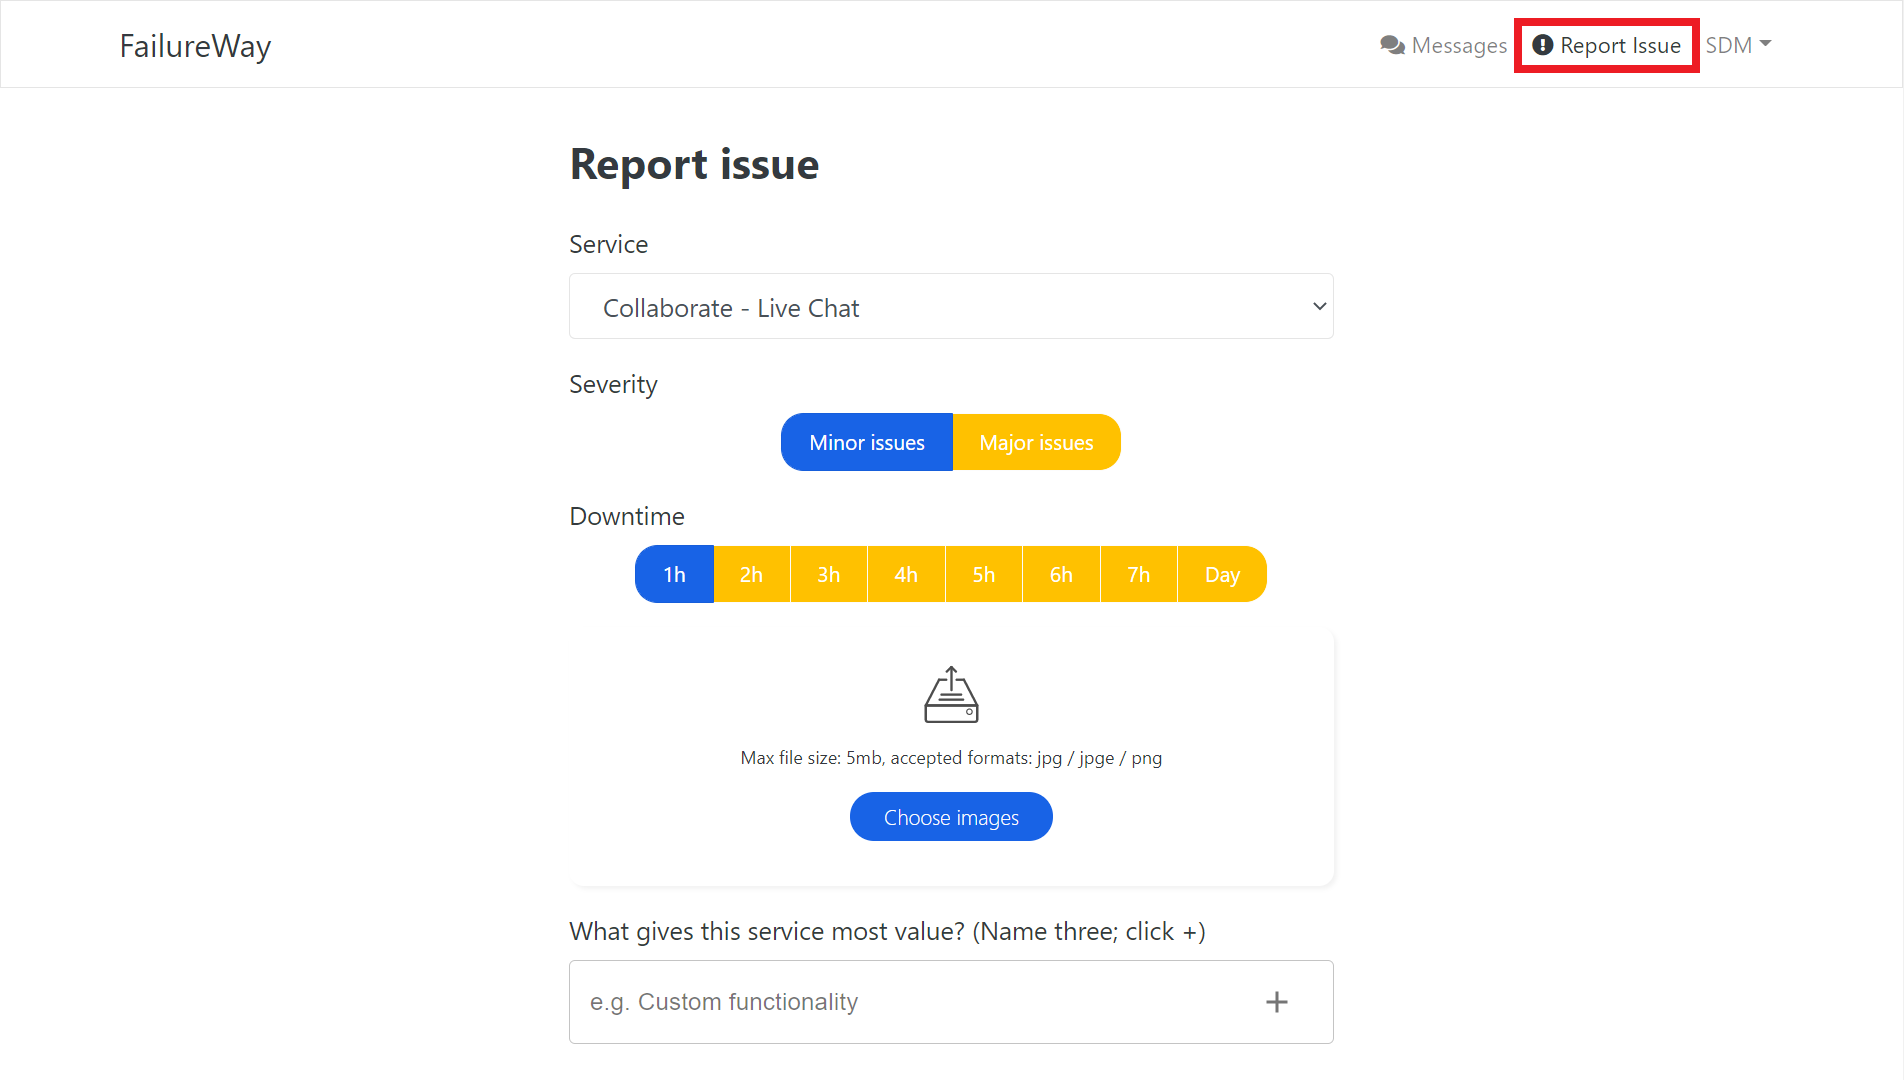 FailureWay
Messages
Report Issue
SDM
Report issue
Service
Collaborate - Live Chat
Severity
Minor issues Major issues
Downtime
1h 2h 3h 4h 5h 6h 7h Day
Max file size: 5mb, accepted formats: jpg / jpge / png
Choose images
What gives this service most value? (Name three; click +)
e.g. Custom functionality +